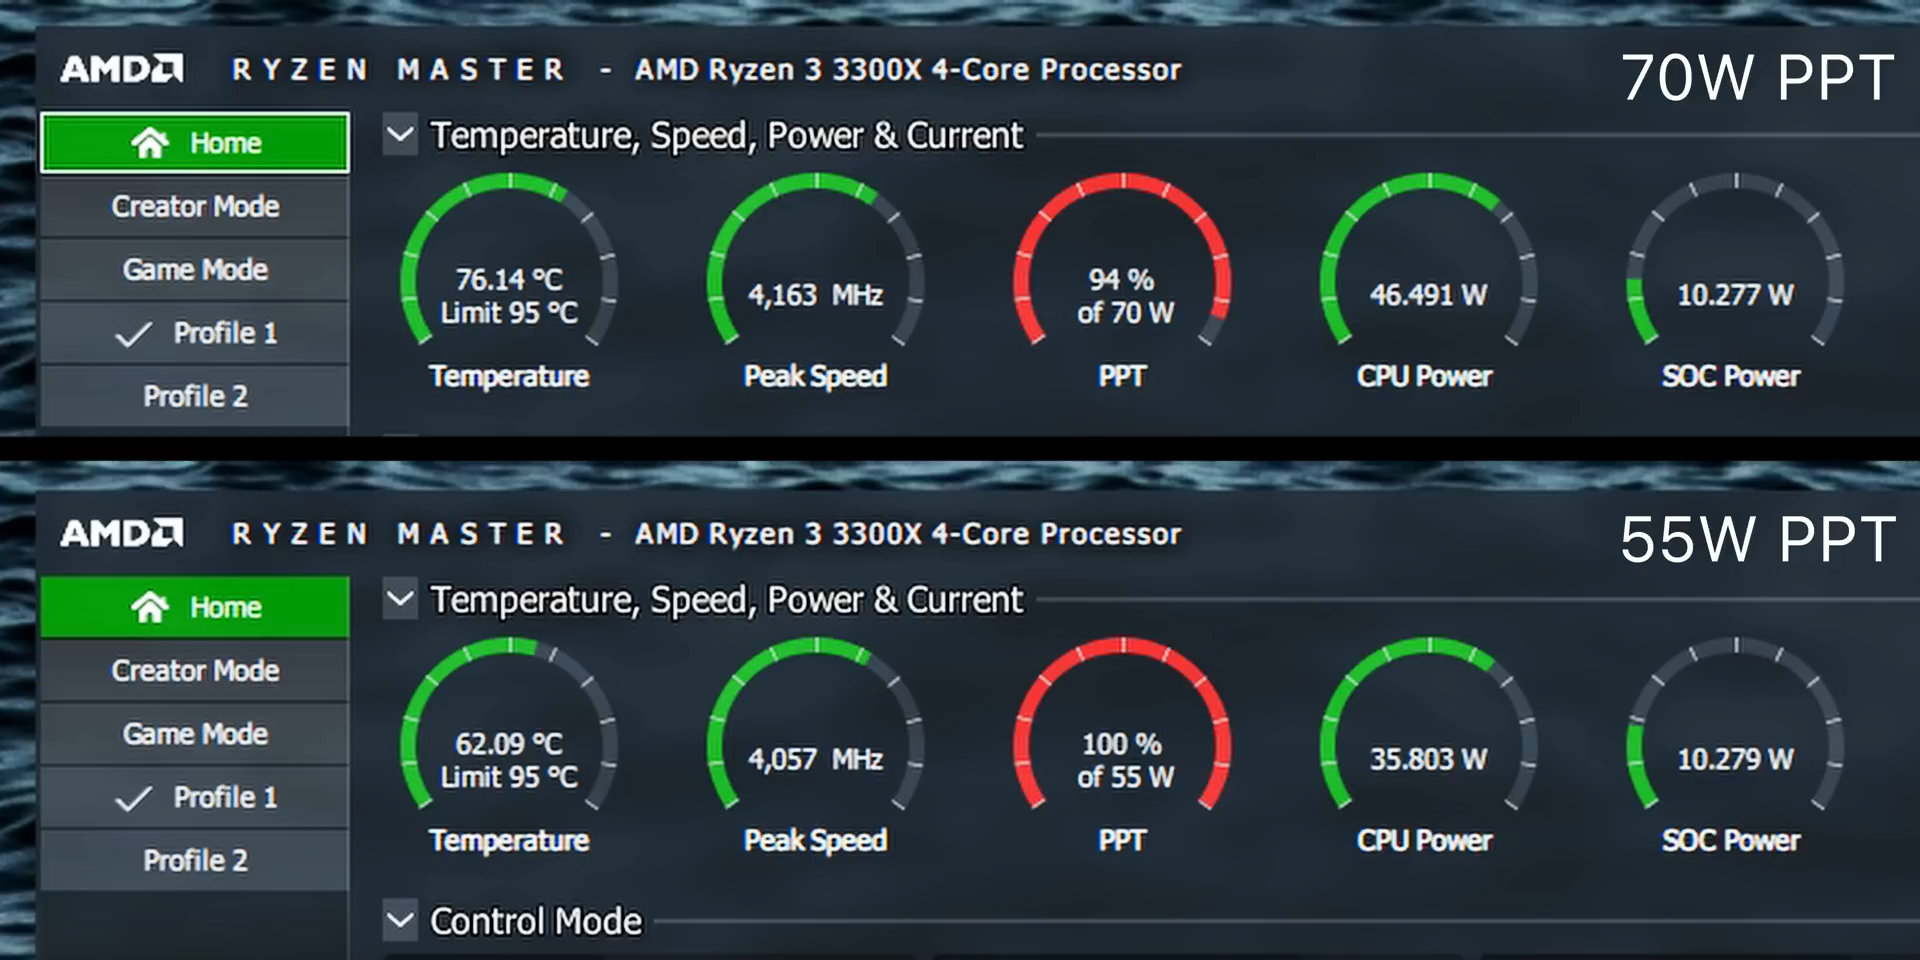 AMD RYZEN MASTER - AMD Ryzen 3 3300X 4-Core Processor
70W PPT
Home
Creator Mode
Game Mode
Profile 1
Profile 2
Temperature, Speed, Power & Current
76.14 °C
Limit 95 °C
Temperature
4,163 MHz
Peak Speed
94 %
of 70 W
PPT
46.491 W
CPU Power
10.277 W
SOC Power
AMD RYZEN MASTER - AMD Ryzen 3 3300X 4-Core Processor
55W PPT
Home
Creator Mode
Game Mode
Profile 1
Profile 2
Temperature, Speed, Power & Current
62.09 °C
Limit 95 °C
Temperature
4,057 MHz
Peak Speed
100 %
of 55 W
PPT
35.803 W
CPU Power
10.279 W
SOC Power
Control Mode